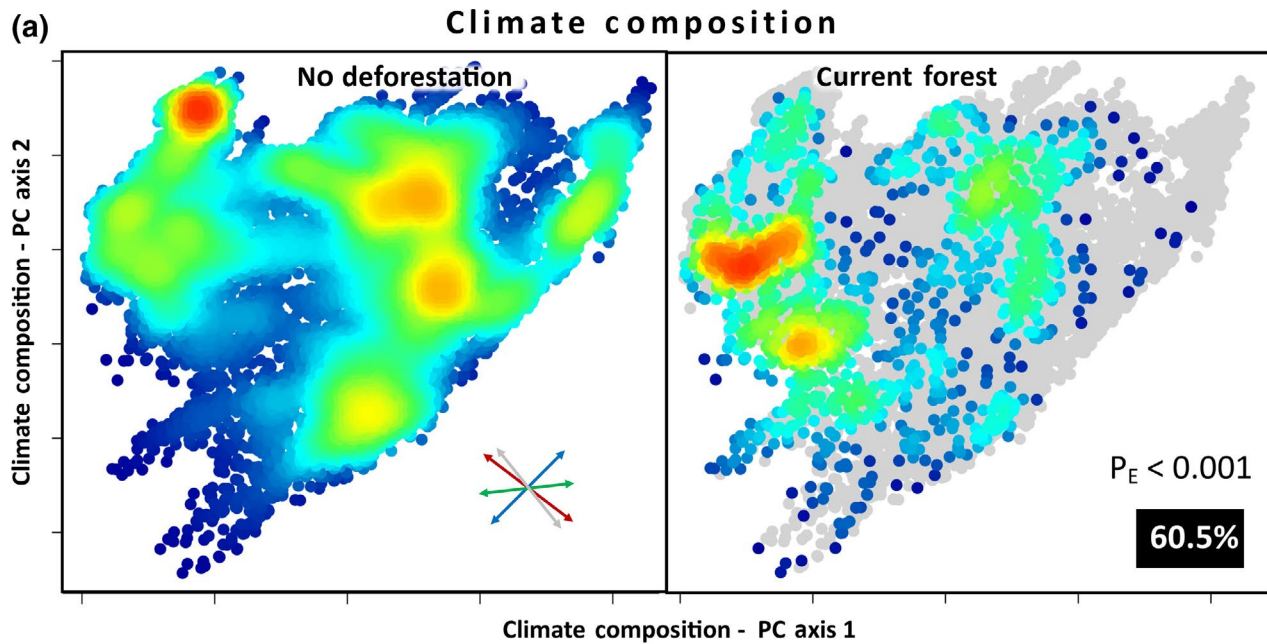 (a)
Climate composition
No deforestation
Current forest
Climate composition - PC axis 2
P_E < 0.001
60.5%
Climate composition - PC axis 1